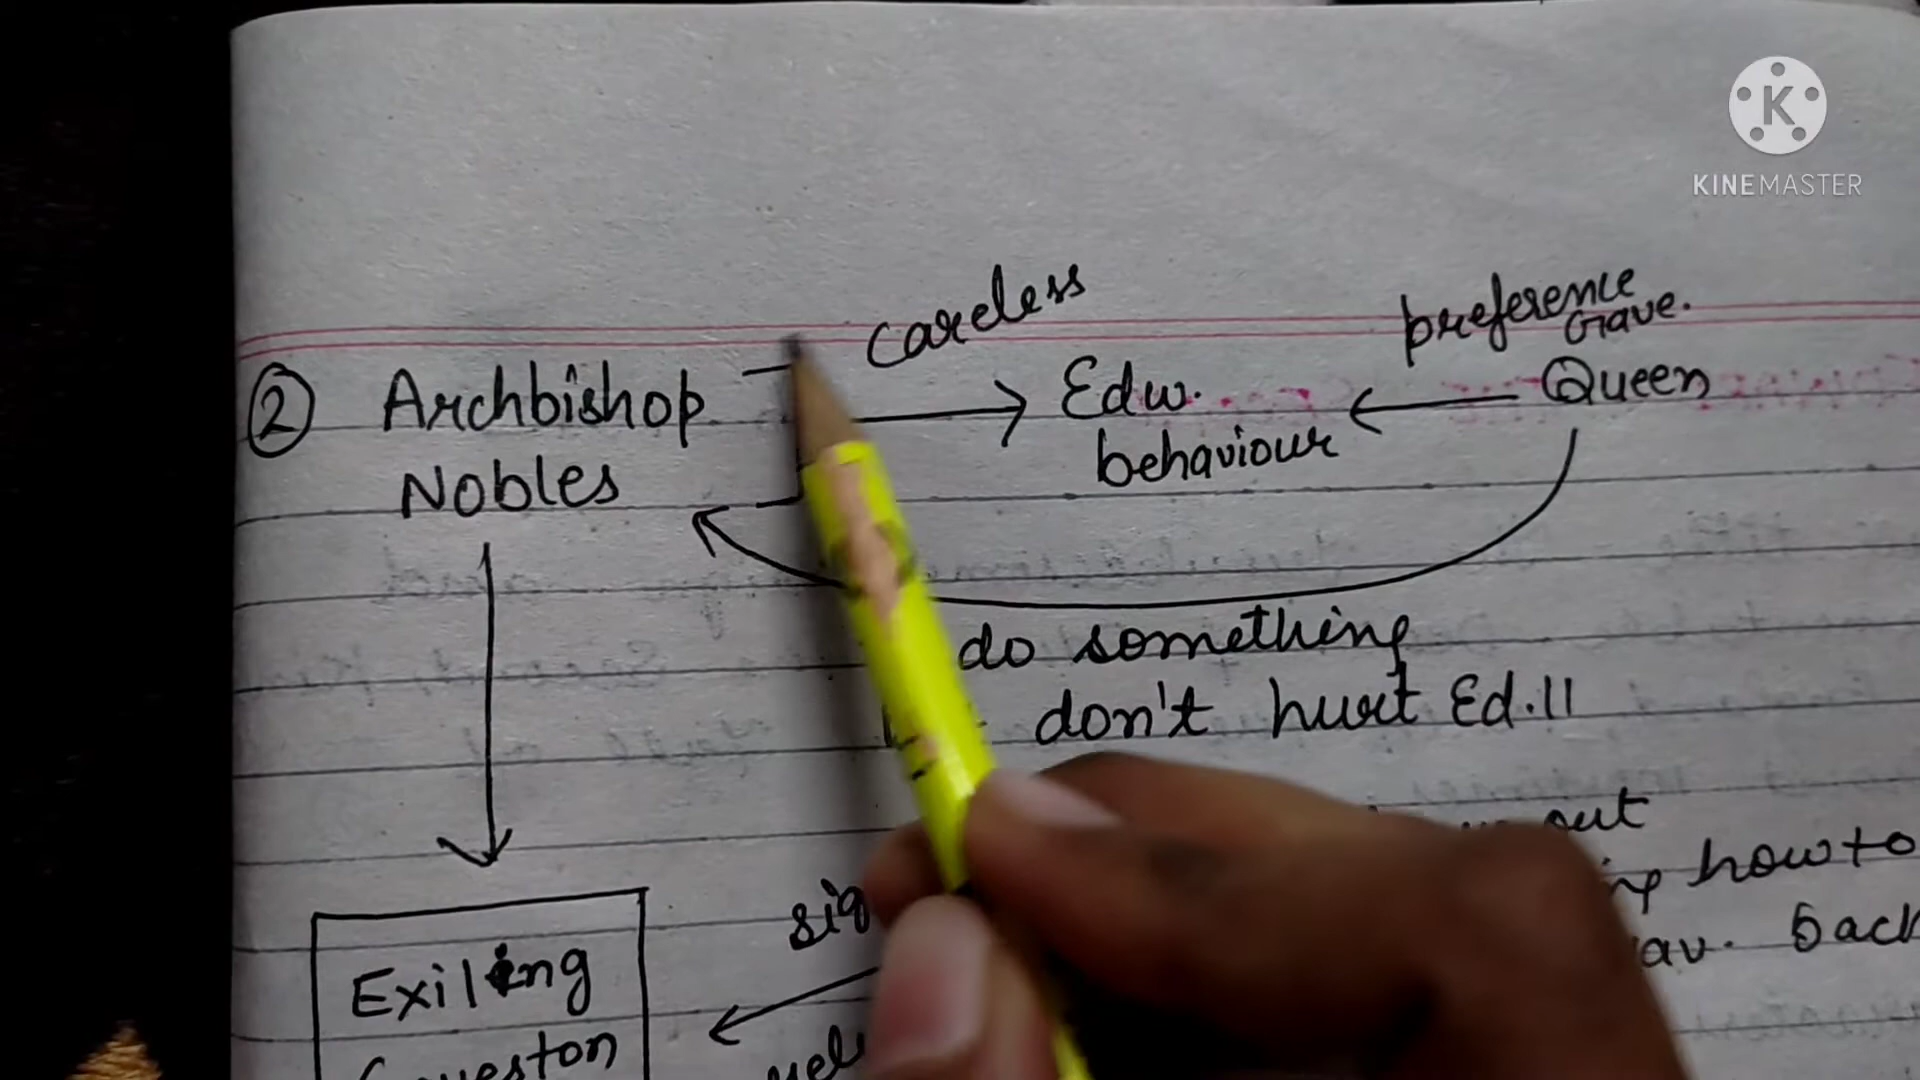 KINEMASTER
careless
preference
Gave.
② Archbishop
Nobles
Edw.
behaviour
Queen
do something
don't hurt Ed.II
out
how to
back
Exiling